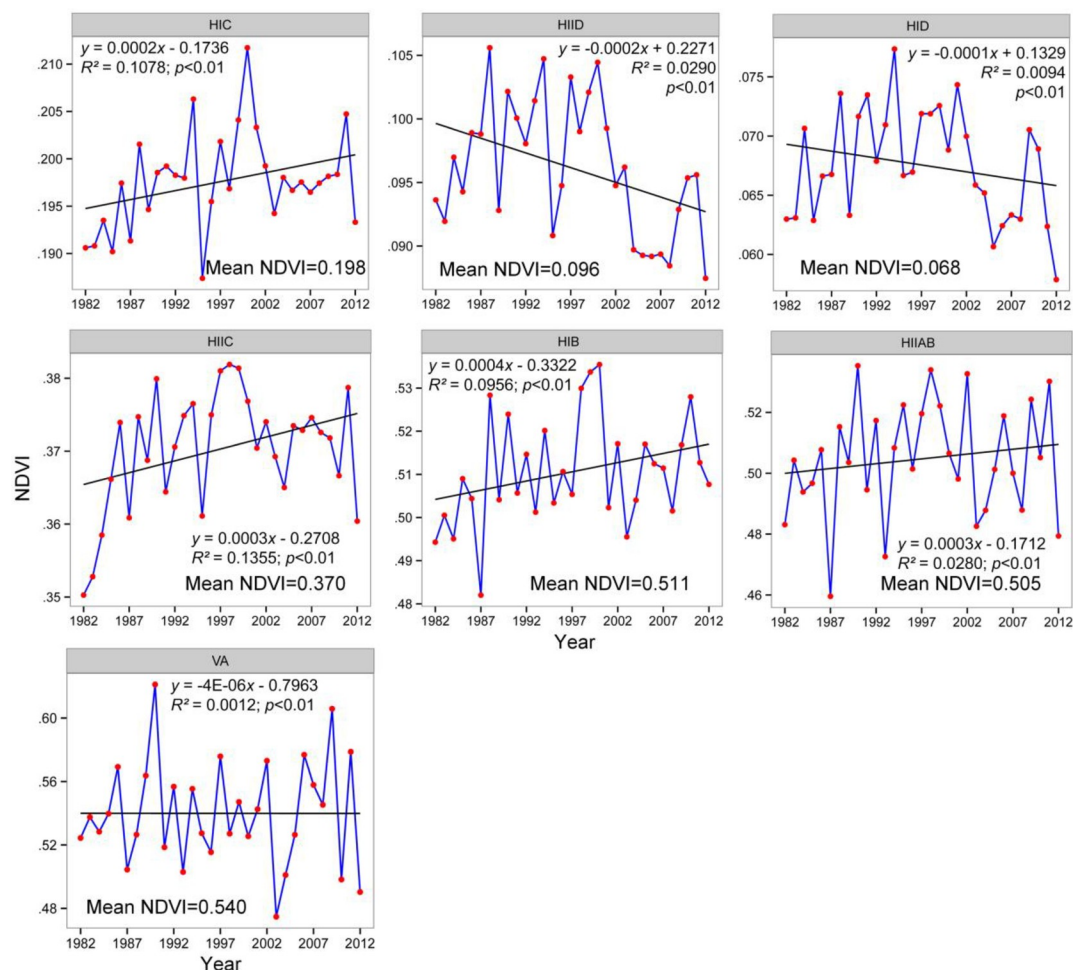 HIC
y = 0.0002x - 0.1736
R² = 0.1078; p<0.01
.210
.205
.200
.195
.190
Mean NDVI=0.198
1982 1987 1992 1997 2002 2007 2012
HIID
y = -0.0002x + 0.2271
R² = 0.0290
p<0.01
.105
.100
.095
.090
Mean NDVI=0.096
1982 1987 1992 1997 2002 2007 2012
HID
y = -0.0001x + 0.1329
R² = 0.0094
p<0.01
.075
.070
.065
.060
Mean NDVI=0.068
1982 1987 1992 1997 2002 2007 2012
NDVI
HIIC
.38
.37
.36
.35
y = 0.0003x - 0.2708
R² = 0.1355; p<0.01
Mean NDVI=0.370
1982 1987 1992 1997 2002 2007 2012
HIB
y = 0.0004x - 0.3322
R² = 0.0956; p<0.01
.53
.52
.51
.50
.49
.48
Mean NDVI=0.511
1982 1987 1992 1997 2002 2007 2012
Year
HIIAB
.52
.50
.48
.46
y = 0.0003x - 0.1712
R² = 0.0280; p<0.01
Mean NDVI=0.505
1982 1987 1992 1997 2002 2007 2012
VA
y = -4E-06x - 0.7963
R² = 0.0012; p<0.01
.60
.56
.52
.48
Mean NDVI=0.540
1982 1987 1992 1997 2002 2007 2012
Year